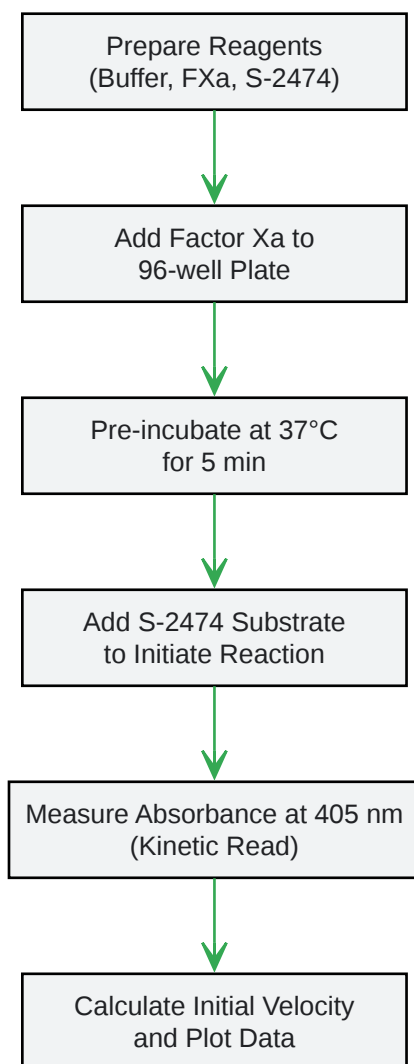 Prepare Reagents
(Buffer, FXa, S-2474)
Add Factor Xa to
96-well Plate
Pre-incubate at 37°C
for 5 min
Add S-2474 Substrate
to Initiate Reaction
Measure Absorbance at 405 nm
(Kinetic Read)
Calculate Initial Velocity
and Plot Data